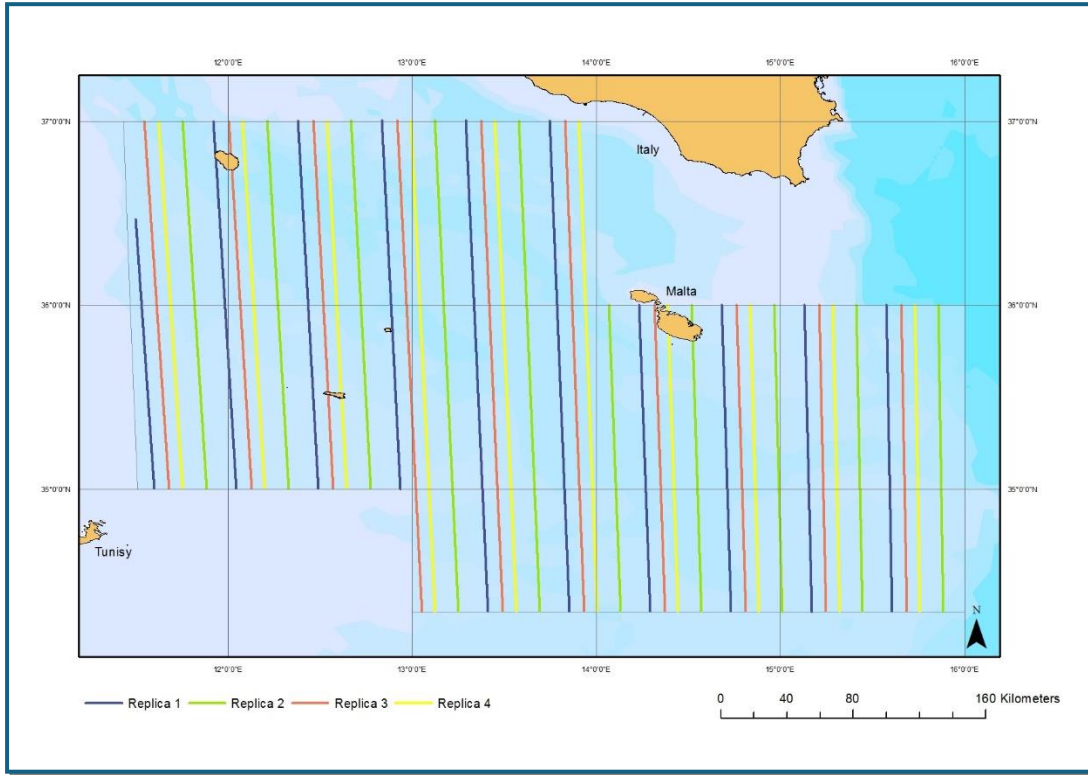 12°0'0"E 13°0'0"E 14°0'0"E 15°0'0"E 16°0'0"E
37°0'0"N 37°0'0"N
Italy
Malta
36°0'0"N 36°0'0"N
35°0'0"N 35°0'0"N
Tunisy
N
12°0'0"E 13°0'0"E 14°0'0"E 15°0'0"E 16°0'0"E
Replica 1 Replica 2 Replica 3 Replica 4
0 40 80 160 Kilometers